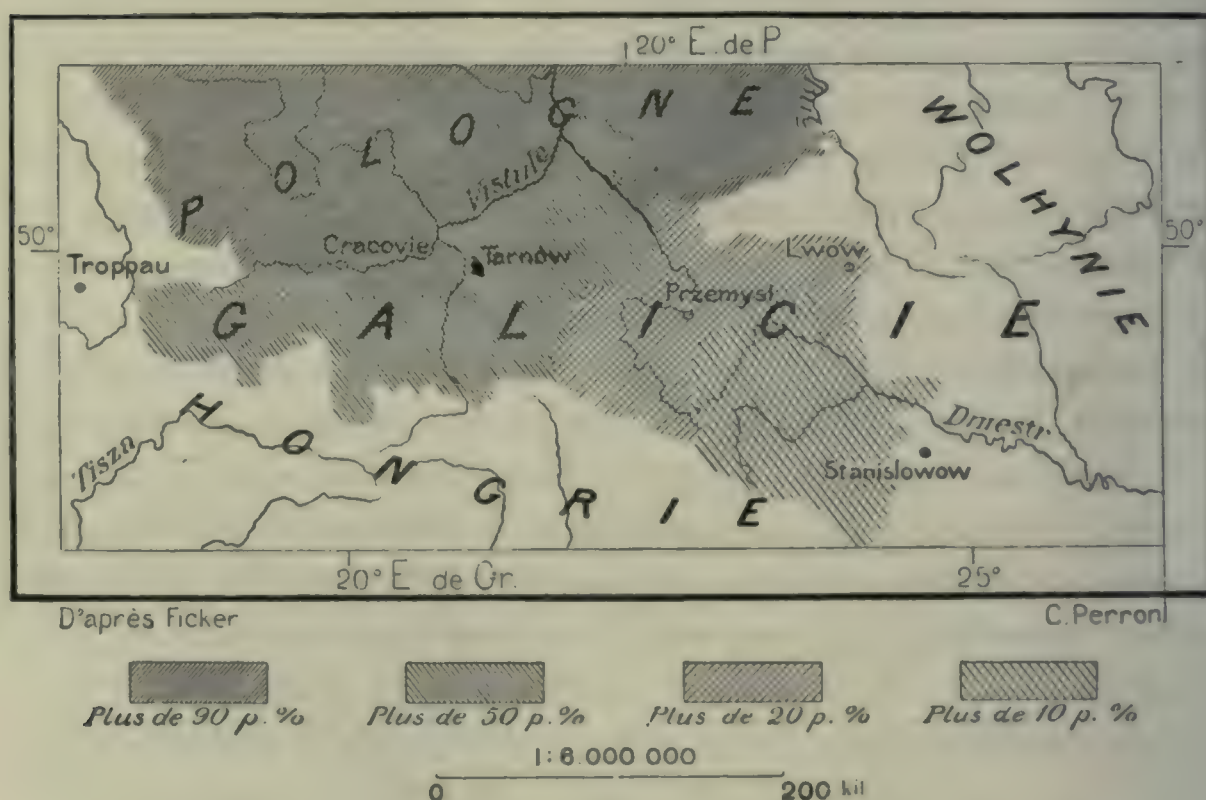 20° E. de P
POLOGNE
WOLHYNIE
Vistule
50°
50°
Cracovie
Tarnów
Lwow
Troppau
Przemysl
GALICIE
Tisza
HONGRIE
Dniestr
Stanislowow
20° E de Gr.
25°
D'après Ficker
C. Perron
Plus de 90 p. %
Plus de 50 p. %
Plus de 20 p. %
Plus de 10 p. %
1:6.000 000
0
200 kil